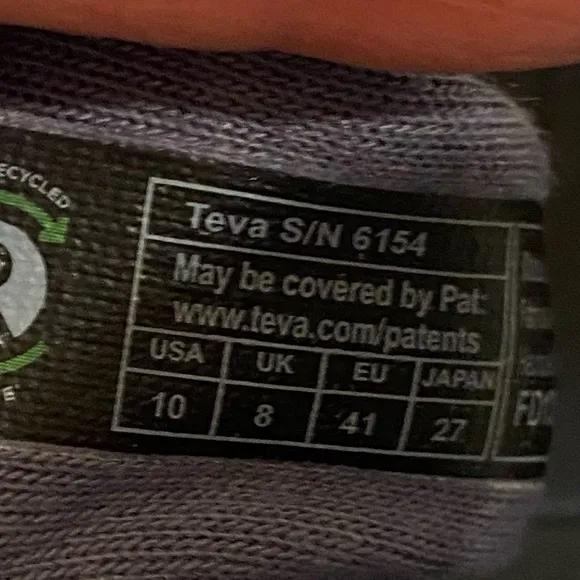 RECYCLED
Teva S/N 6154
May be covered by Pat:
www.teva.com/patents
USA UK EU JAPAN
10 8 41 27